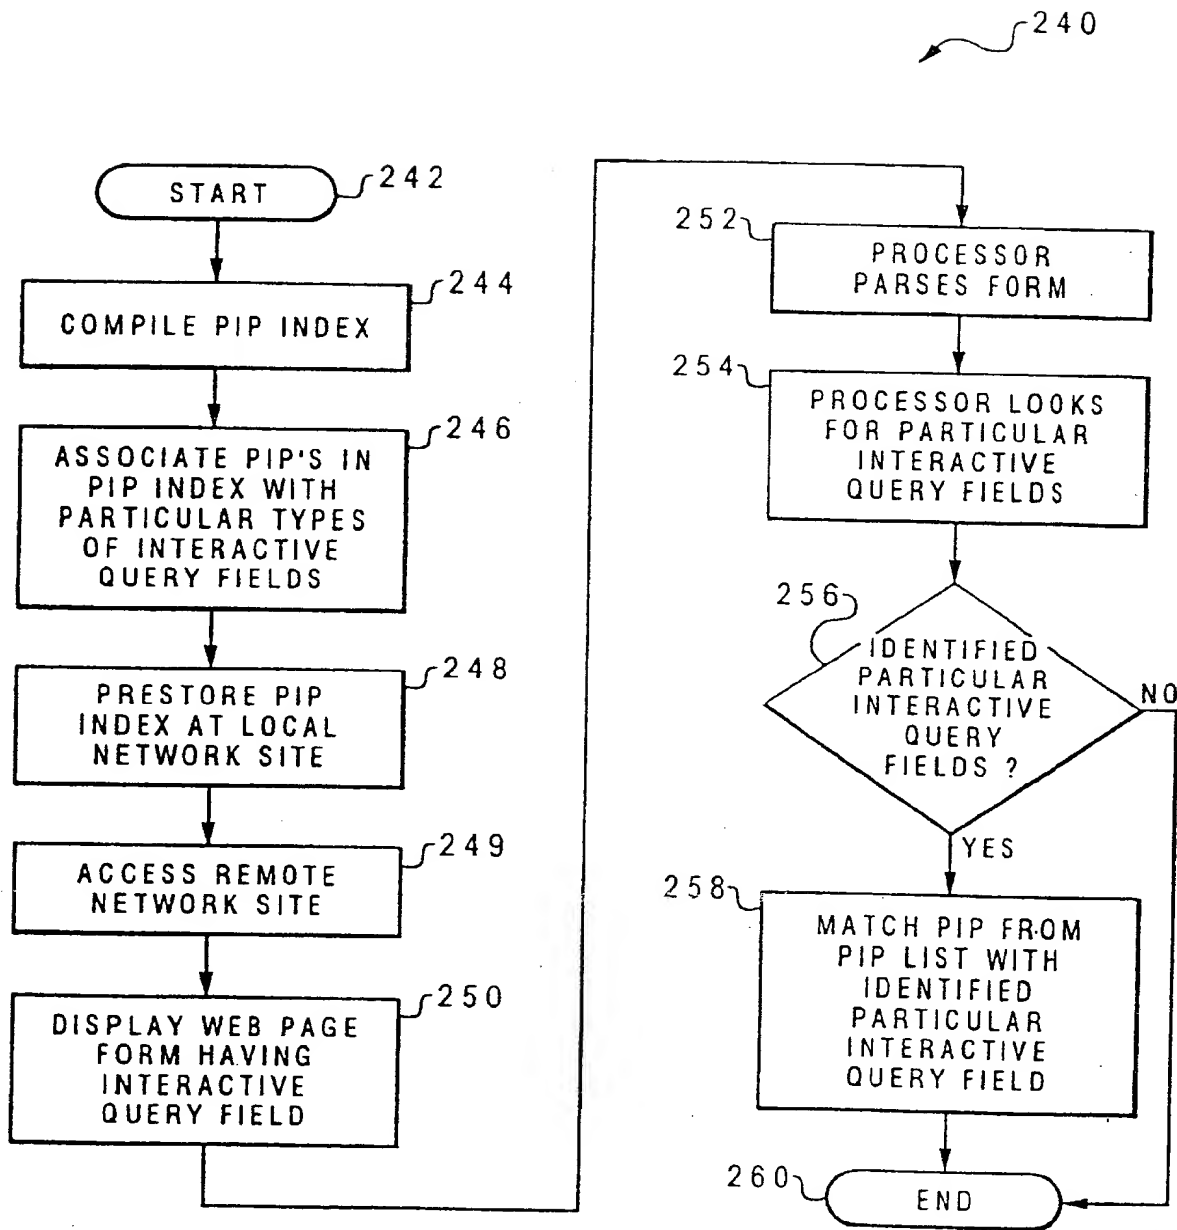 240
START
242
COMPILE PIP INDEX
244
ASSOCIATE PIP'S IN
PIP INDEX WITH
PARTICULAR TYPES
OF INTERACTIVE
QUERY FIELDS
246
PRESTORE PIP
INDEX AT LOCAL
NETWORK SITE
248
ACCESS REMOTE
NETWORK SITE
249
DISPLAY WEB PAGE
FORM HAVING
INTERACTIVE
QUERY FIELD
250
252
PROCESSOR
PARSES FORM
254
PROCESSOR LOOKS
FOR PARTICULAR
INTERACTIVE
QUERY FIELDS
256
IDENTIFIED
PARTICULAR
INTERACTIVE
QUERY
FIELDS ?
NO
YES
258
MATCH PIP FROM
PIP LIST WITH
IDENTIFIED
PARTICULAR
INTERACTIVE
QUERY FIELD
260
END